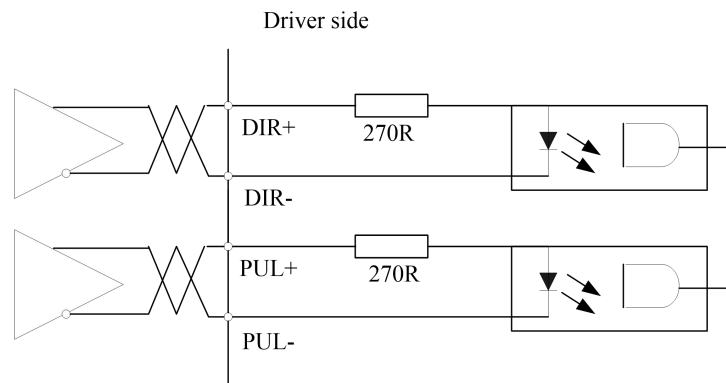 Driver side
DIR+
270R
DIR-
PUL+
270R
PUL-